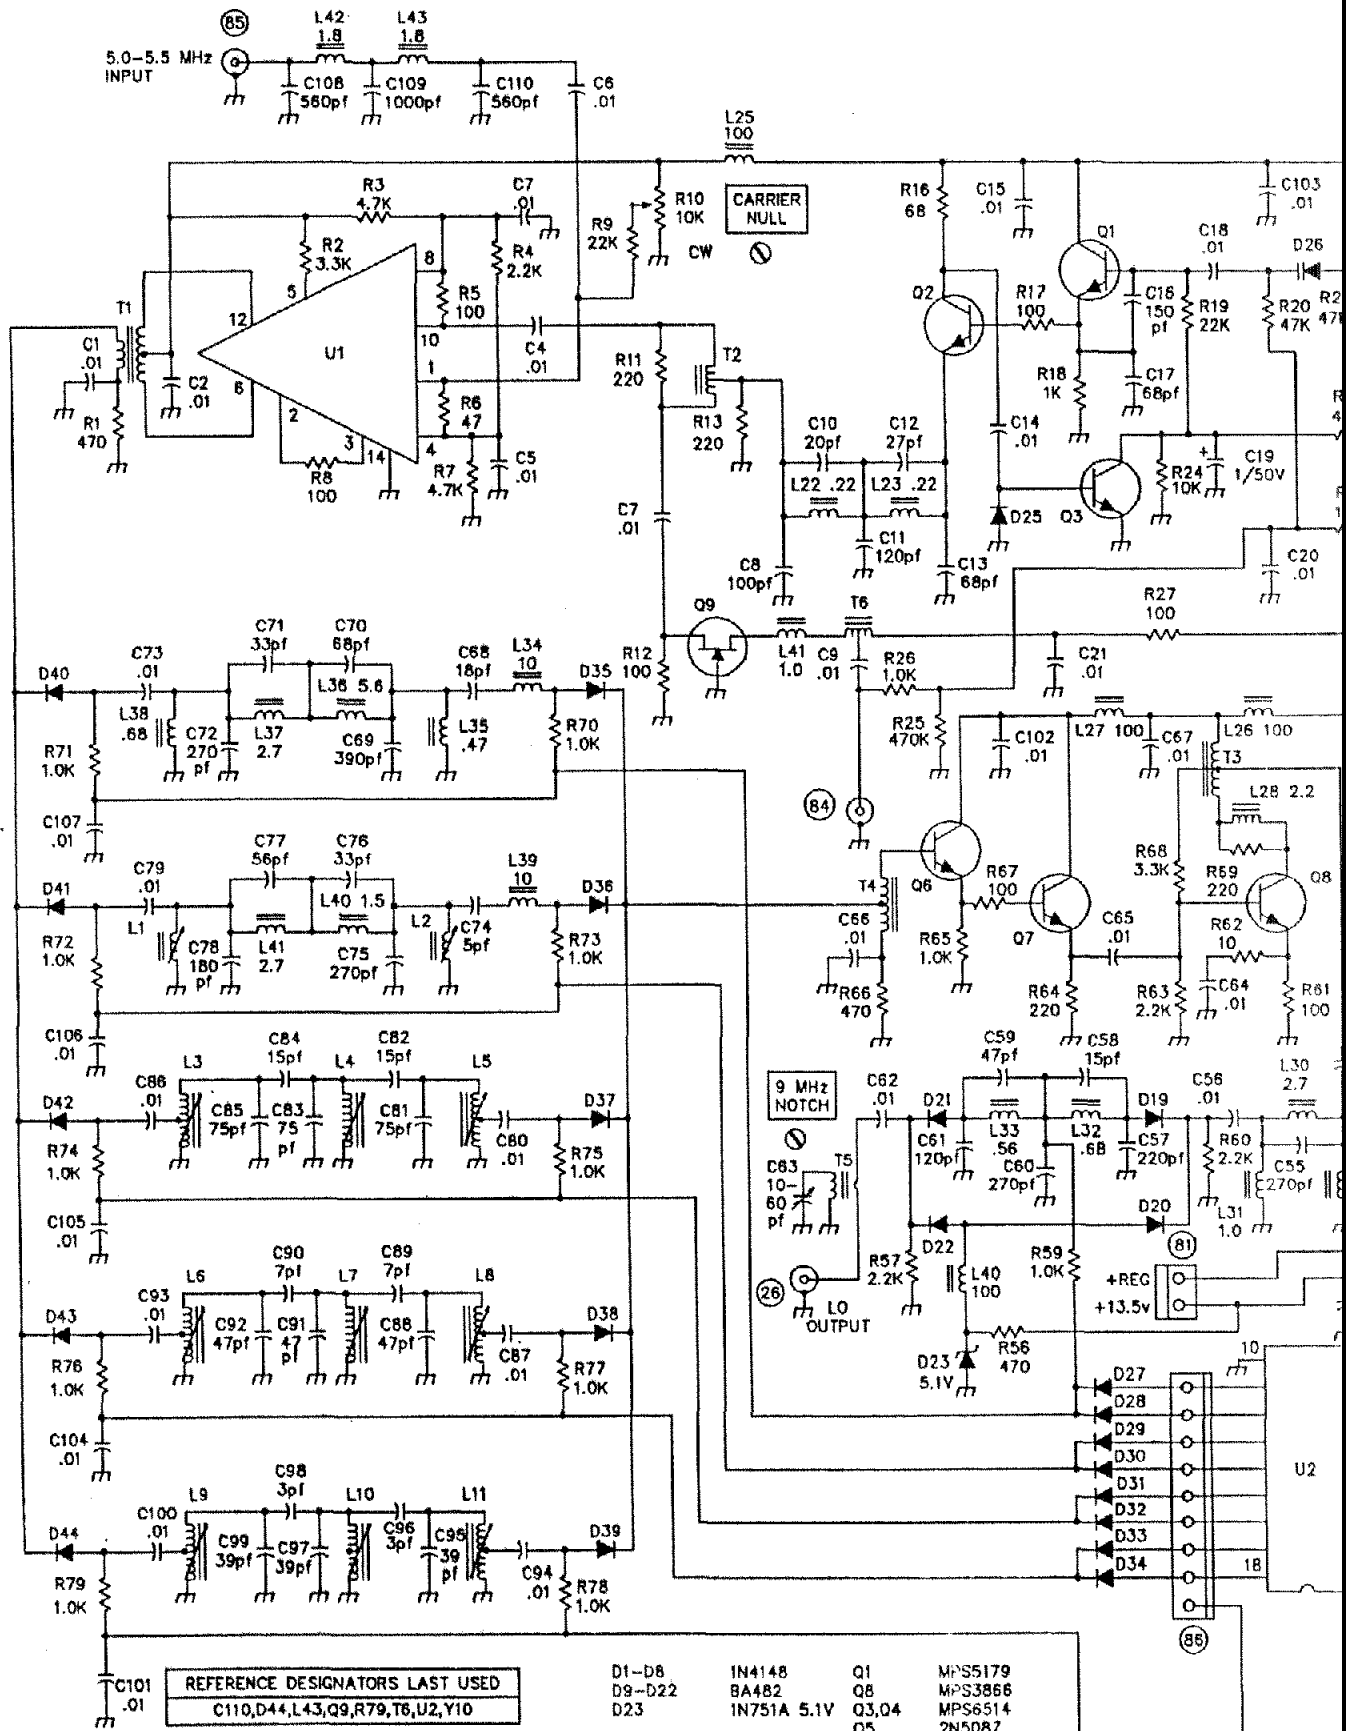 85
L42
1.8
L43
1.8
5.0-5.5 MHz
INPUT
C108
560pf
C109
1000pf
C110
560pf
C6
.01
L25
100
R3
4.7K
C7
.01
R10
10K
CARRIER
NULL
CW
R9
22K
R16
68
C15
.01
C103
.01
Q1
C18
.01
D26
R2
3.3K
R4
2.2K
8
5
R5
100
T1
12
U1
10
1
6
2
3
14
4
C1
.01
C2
.01
R1
470
R8
100
R6
47
R7
4.7K
C5
.01
C4
.01
R11
220
T2
R13
220
Q2
R17
100
C16
150
pf
R19
22K
R20
47K
R2
47K
R18
1K
C17
68pf
C10
20pf
C12
27pf
L22 .22
L23 .22
C14
.01
D25
Q3
R24
10K
+
C19
1/50V
C7
.01
C8
100pf
C11
120pf
C13
68pf
C20
.01
R27
100
Q9
T6
L41
1.0
C9
.01
R26
1.0K
C21
.01
R12
100
R25
470K
C102
.01
L27 100
C67
.01
L26 100
T3
L28 2.2
84
D40
C73
.01
C71
33pf
C70
68pf
L36 5.6
C68
18pf
L34
10
D35
L38
.68
C72
270
pf
L37
2.7
C69
390pf
L35
.47
R70
1.0K
R71
1.0K
C107
.01
D41
C79
.01
C77
56pf
C76
33pf
L40 1.5
L39
10
D36
L1
L2
C78
180
pf
L41
2.7
C75
270pf
C74
5pf
R73
1.0K
R72
1.0K
C106
.01
T4
Q6
R67
100
Q7
R68
3.3K
R59
220
Q8
C65
.01
R62
10
C66
.01
R65
1.0K
R66
470
R64
220
R63
2.2K
C64
.01
R61
100
D42
C86
.01
L3
C84
15pf
L4
C82
15pf
L5
D37
C85
75pf
C83
75
pf
C81
75pf
C80
.01
R75
1.0K
R74
1.0K
C105
.01
9 MHz
NOTCH
C62
.01
C59
47pf
C58
15pf
D21
D19
C56
.01
L30
2.7
C61
120pf
L33
.56
L32
.68
C57
220pf
C60
270pf
R60
2.2K
C55
270pf
L31
1.0
C63
10-
60
pf
T5
D22
D20
R57
2.2K
L40
100
R59
1.0K
81
+REG
+13.5v
26
LO
OUTPUT
D43
C93
.01
L6
C90
7pf
L7
C89
7pf
L8
D38
C92
47pf
C91
47
pf
C88
47pf
C87
.01
R77
1.0K
R76
1.0K
C104
.01
D23
5.1V
R56
470
10
D27
D28
D29
D30
D31
D32
D33
D34
U2
18
86
D44
C100
.01
L9
C98
3pf
L10
C96
3pf
L11
D39
C99
39pf
C97
39pf
C95
39
pf
C94
.01
R78
1.0K
R79
1.0K
C101
.01
REFERENCE DESIGNATORS LAST USED
C110,D44,L43,Q9,R79,T6,U2,Y10
D1-D8 1N4148 Q1 MPS5179
D9-D22 BA482 Q8 MPS3866
D23 1N751A 5.1V Q3,Q4 MPS6514
Q5 2N5087